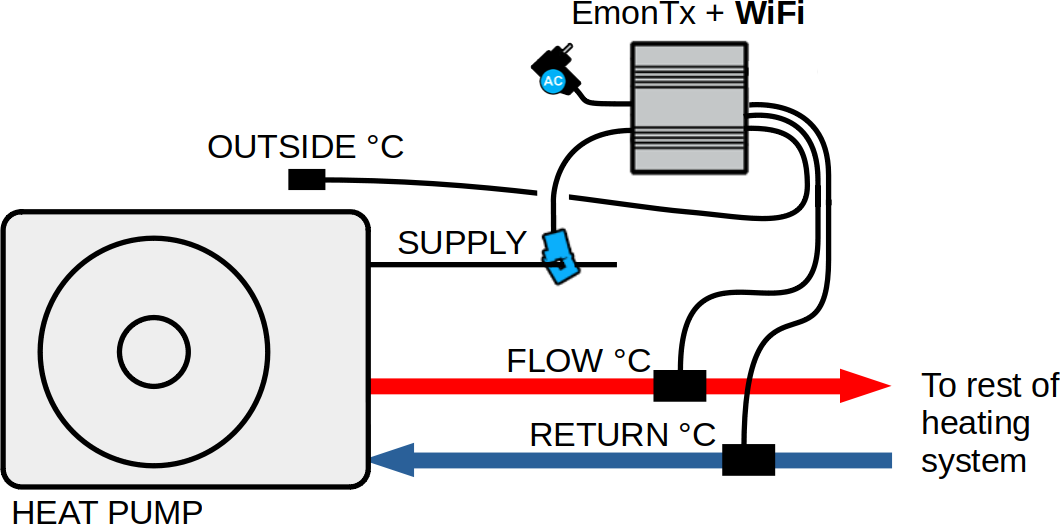 EmonTx + WiFi
AC
OUTSIDE °C
SUPPLY
FLOW °C
RETURN °C
To rest of
heating
system
HEAT PUMP